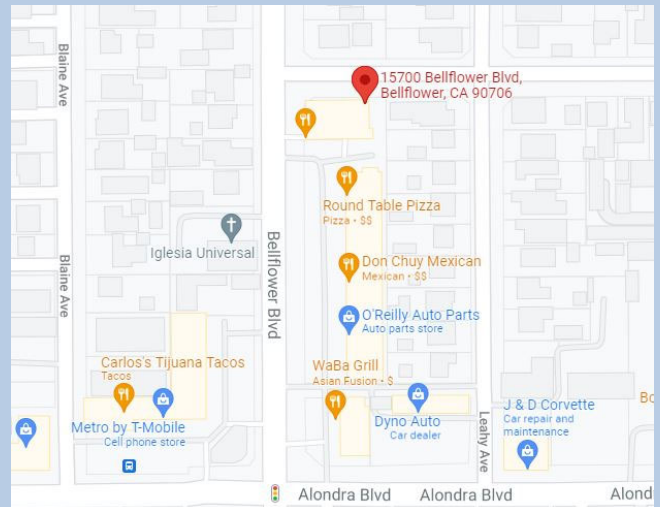 Blaine Ave
15700 Bellflower Blvd,
Bellflower, CA 90706
Round Table Pizza
Pizza • $$
Iglesia Universal
Bellflower Blvd
Don Chuy Mexican
Mexican • $$
Blaine Ave
O'Reilly Auto Parts
Auto parts store
Carlos's Tijuana Tacos
Tacos
WaBa Grill
Asian Fusion • $
Metro by T-Mobile
Cell phone store
Dyno Auto
Car dealer
Leahy Ave
J & D Corvette
Car repair and
maintenance
Bo
Alondra Blvd
Alondra Blvd
Alond